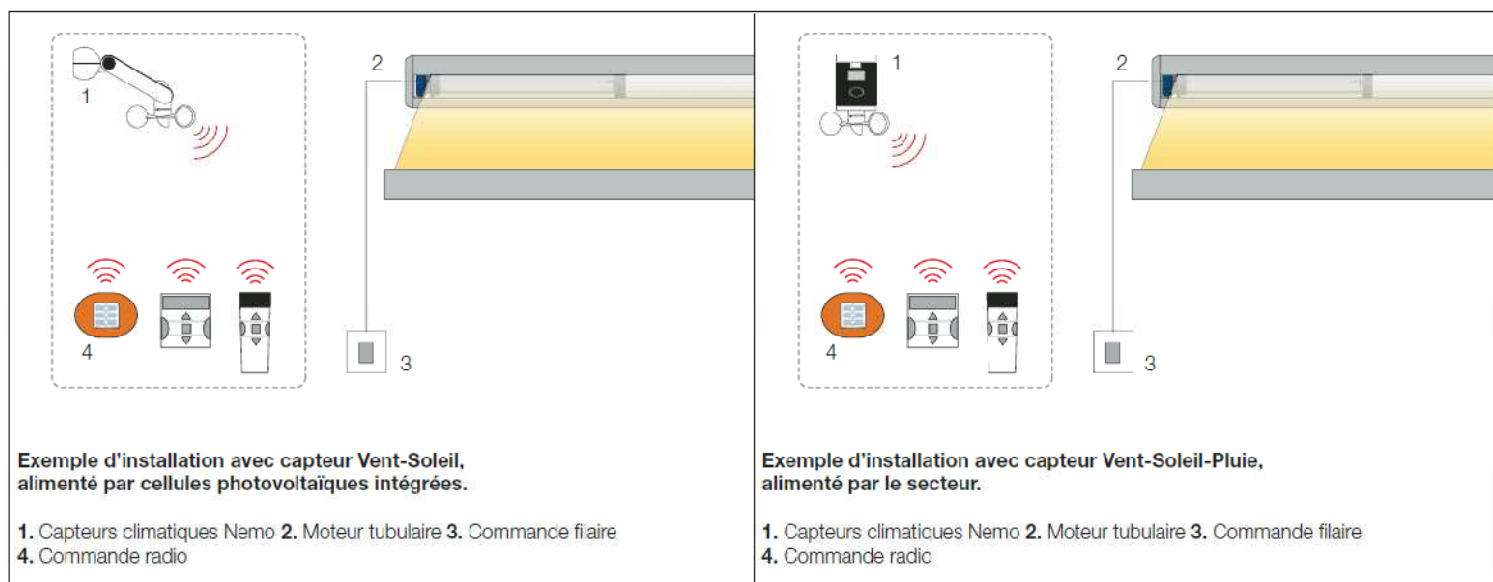 1
2
4
3
Exemple d'installation avec capteur Vent-Soleil,
alimenté par cellules photovoltaïques intégrées.
1. Capteurs climatiques Nemo 2. Moteur tubulaire 3. Commance filaire
4. Commande radio
1
2
4
3
Exemple d'installation avec capteur Vent-Soleil-Pluie,
alimenté par le secteur.
1. Capteurs climaticues Nemo 2. Moteur tubulaire 3. Commande filaire
4. Commande radio